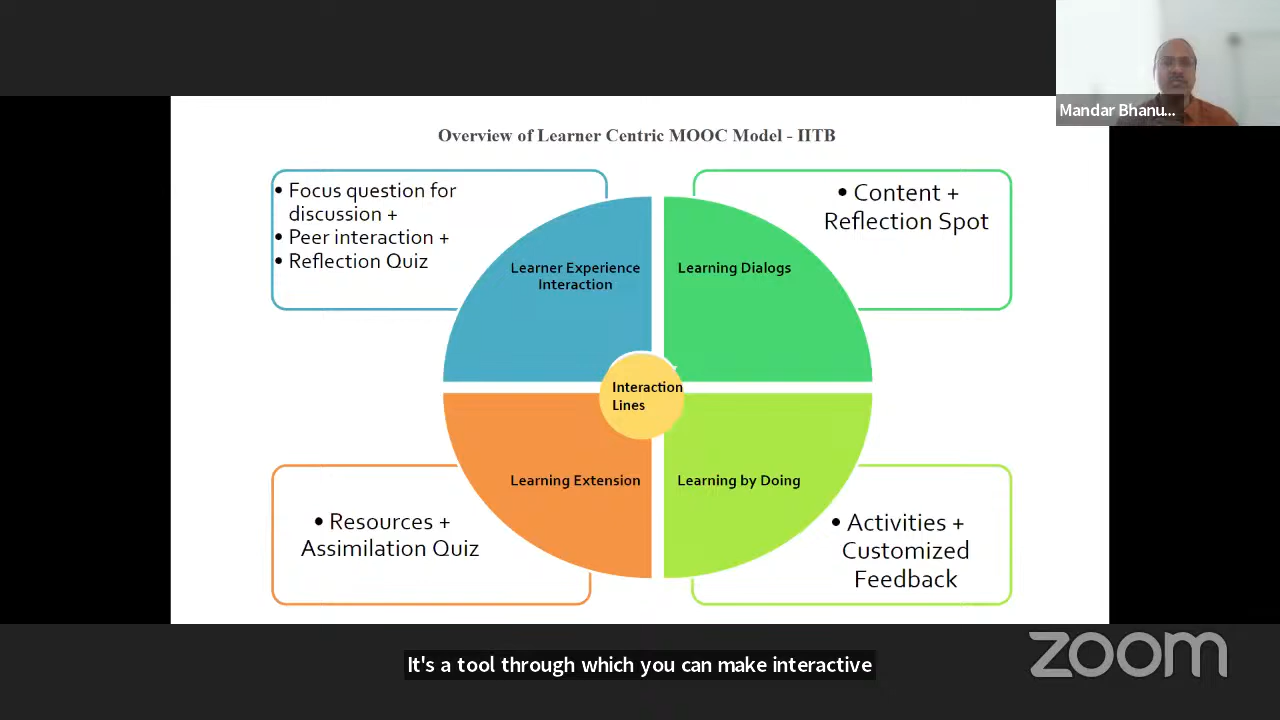 Mandar Bhanu...
Overview of Learner Centric MOOC Model - IITB
• Focus question for
discussion +
• Peer interaction +
• Reflection Quiz
• Content +
Reflection Spot
Learner Experience
Interaction
Learning Dialogs
Interaction
Lines
Learning Extension
Learning by Doing
• Resources +
Assimilation Quiz
• Activities +
Customized
Feedback
It's a tool through which you can make interactive
zoom